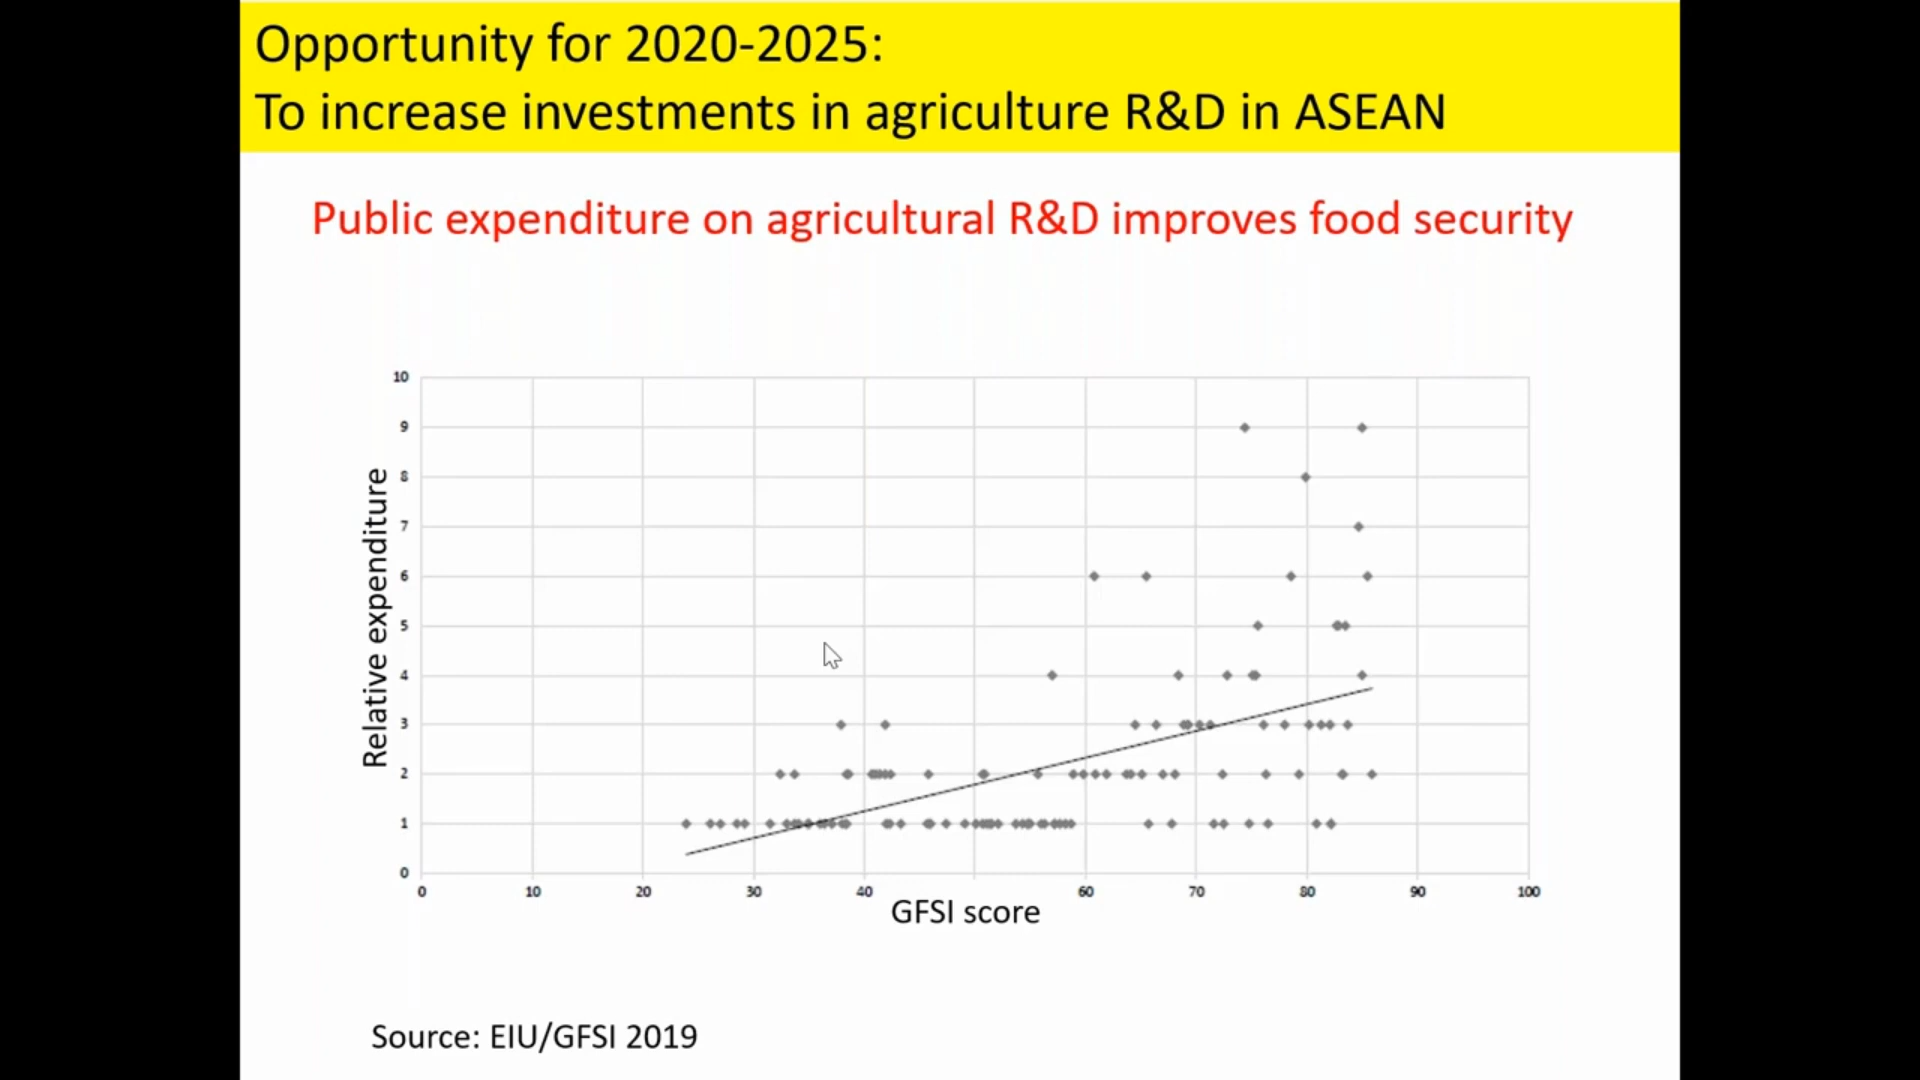 Opportunity for 2020-2025:
To increase investments in agriculture R&D in ASEAN
Public expenditure on agricultural R&D improves food security
10
9
8
7
6
5
4
3
2
1
0
Relative expenditure
0 10 20 30 40 60 70 80 90 100
GFSI score
Source: EIU/GFSI 2019